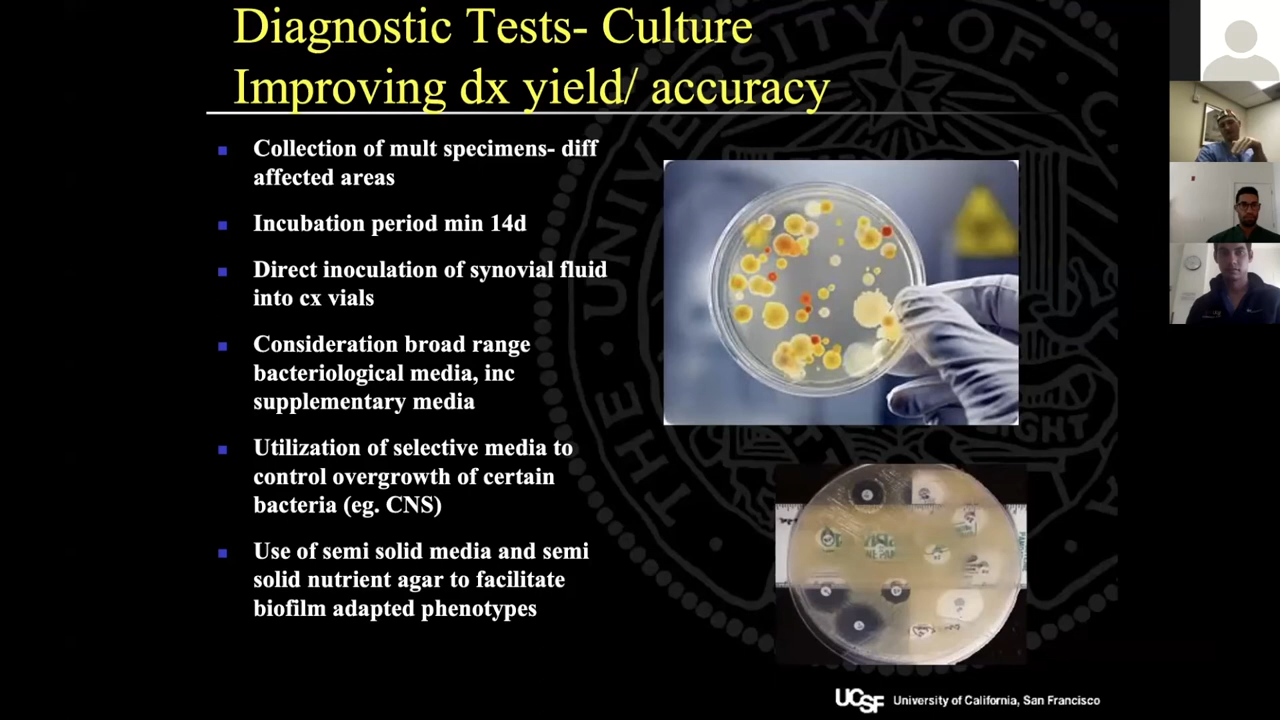 Diagnostic Tests- Culture
Improving dx yield/ accuracy
Collection of mult specimens- diff
affected areas
Incubation period min 14d
Direct inoculation of synovial fluid
into cx vials
Consideration broad range
bacteriological media, inc
supplementary media
Utilization of selective media to
control overgrowth of certain
bacteria (eg. CNS)
Use of semi solid media and semi
solid nutrient agar to facilitate
biofilm adapted phenotypes
THE UNIVERSITY OF
UCSF University of California, San Francisco